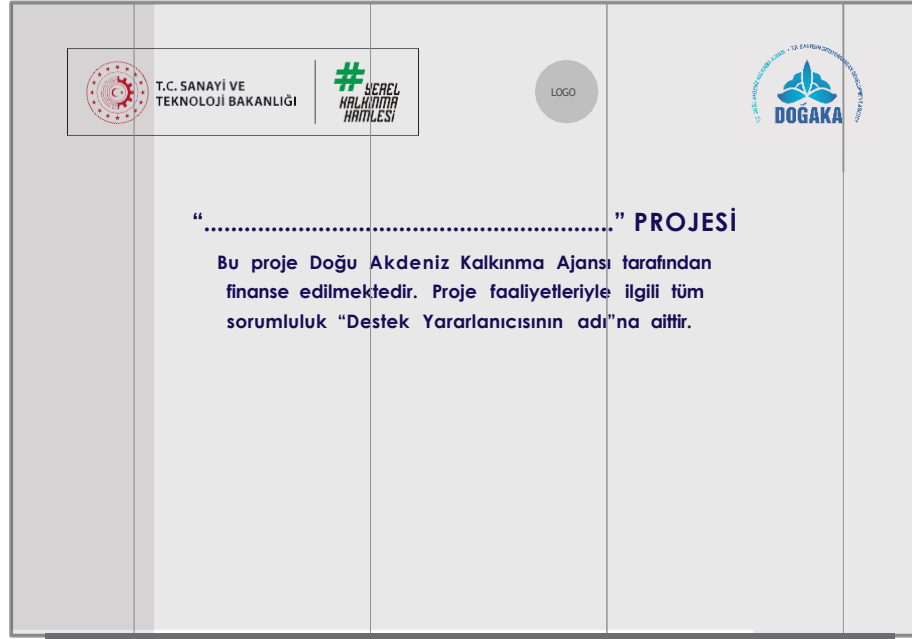 T.C. SANAYİ VE
TEKNOLOJİ BAKANLIĞI
#YEREL
KALKINMA
HAMLESİ
LOGO
DOĞAKA
“............................................................” PROJESİ
Bu proje Doğu Akdeniz Kalkınma Ajansı tarafından
finanse edilmektedir. Proje faaliyetleriyle ilgili tüm
sorumluluk “Destek Yararlanıcısının adı”na aittir.